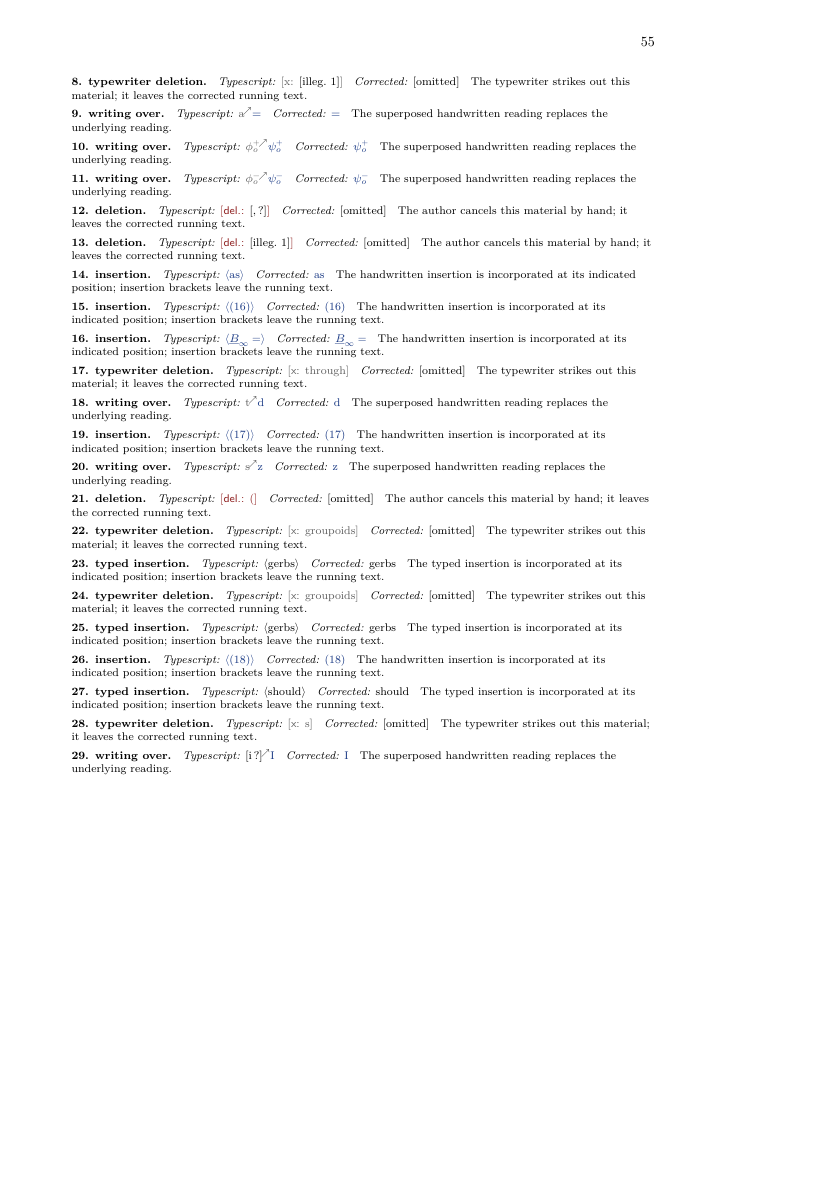 55
8. typewriter deletion. Typescript: [x: [illeg. 1]] Corrected: [omitted] The typewriter strikes out this
material; it leaves the corrected running text.
9. writing over. Typescript: a↗= Corrected: = The superposed handwritten reading replaces the
underlying reading.
10. writing over. Typescript: ϕₒ⁺↗ψₒ⁺ Corrected: ψₒ⁺ The superposed handwritten reading replaces the
underlying reading.
11. writing over. Typescript: ϕₒ⁻↗ψₒ⁻ Corrected: ψₒ⁻ The superposed handwritten reading replaces the
underlying reading.
12. deletion. Typescript: [del.: [, ?]] Corrected: [omitted] The author cancels this material by hand; it
leaves the corrected running text.
13. deletion. Typescript: [del.: [illeg. 1]] Corrected: [omitted] The author cancels this material by hand; it
leaves the corrected running text.
14. insertion. Typescript: ⟨as⟩ Corrected: as The handwritten insertion is incorporated at its indicated
position; insertion brackets leave the running text.
15. insertion. Typescript: ⟨(16)⟩ Corrected: (16) The handwritten insertion is incorporated at its
indicated position; insertion brackets leave the running text.
16. insertion. Typescript: ⟨B̲_∞ =⟩ Corrected: B̲_∞ = The handwritten insertion is incorporated at its
indicated position; insertion brackets leave the running text.
17. typewriter deletion. Typescript: [x: through] Corrected: [omitted] The typewriter strikes out this
material; it leaves the corrected running text.
18. writing over. Typescript: t↗d Corrected: d The superposed handwritten reading replaces the
underlying reading.
19. insertion. Typescript: ⟨(17)⟩ Corrected: (17) The handwritten insertion is incorporated at its
indicated position; insertion brackets leave the running text.
20. writing over. Typescript: s↗z Corrected: z The superposed handwritten reading replaces the
underlying reading.
21. deletion. Typescript: [del.: (] Corrected: [omitted] The author cancels this material by hand; it leaves
the corrected running text.
22. typewriter deletion. Typescript: [x: groupoids] Corrected: [omitted] The typewriter strikes out this
material; it leaves the corrected running text.
23. typed insertion. Typescript: ⟨gerbs⟩ Corrected: gerbs The typed insertion is incorporated at its
indicated position; insertion brackets leave the running text.
24. typewriter deletion. Typescript: [x: groupoids] Corrected: [omitted] The typewriter strikes out this
material; it leaves the corrected running text.
25. typed insertion. Typescript: ⟨gerbs⟩ Corrected: gerbs The typed insertion is incorporated at its
indicated position; insertion brackets leave the running text.
26. insertion. Typescript: ⟨(18)⟩ Corrected: (18) The handwritten insertion is incorporated at its
indicated position; insertion brackets leave the running text.
27. typed insertion. Typescript: ⟨should⟩ Corrected: should The typed insertion is incorporated at its
indicated position; insertion brackets leave the running text.
28. typewriter deletion. Typescript: [x: s] Corrected: [omitted] The typewriter strikes out this material;
it leaves the corrected running text.
29. writing over. Typescript: [i ?]↗I Corrected: I The superposed handwritten reading replaces the
underlying reading.